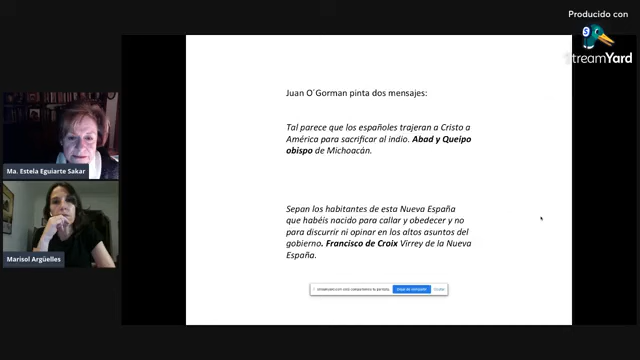 Producido con
StreamYard
Juan O´Gorman pinta dos mensajes:
Tal parece que los españoles trajeran a Cristo a
América para sacrificar al indio. Abad y Queipo
obispo de Michoacán.
Ma. Estela Eguiarte Sakar
Sepan los habitantes de esta Nueva España
que habéis nacido para callar y obedecer y no
para discurrir ni opinar en los altos asuntos del
gobierno. Francisco de Croix Virrey de la Nueva
España.
Marisol Argüelles